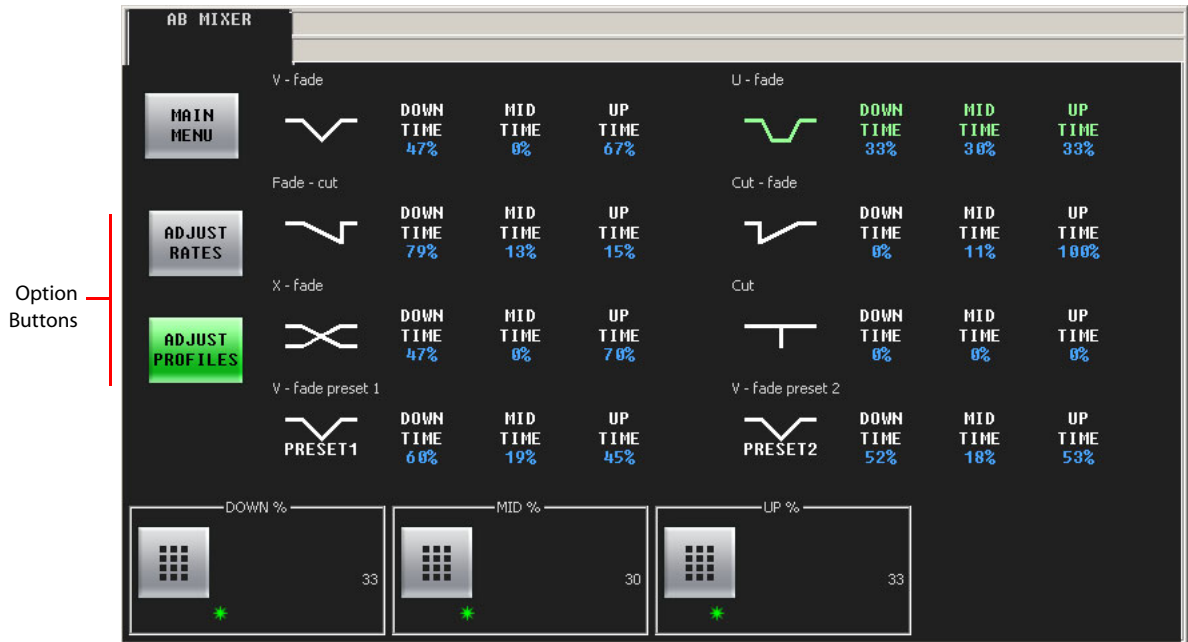 AB MIXER
V - fade
U - fade
MAIN
MENU
DOWN MID UP
TIME TIME TIME
47% 0% 67%
DOWN MID UP
TIME TIME TIME
33% 30% 33%
Fade - cut
Cut - fade
ADJUST
RATES
DOWN MID UP
TIME TIME TIME
79% 13% 15%
DOWN MID UP
TIME TIME TIME
0% 11% 100%
Option
Buttons
X - fade
Cut
ADJUST
PROFILES
DOWN MID UP
TIME TIME TIME
47% 0% 70%
DOWN MID UP
TIME TIME TIME
0% 0% 0%
V - fade preset 1
V - fade preset 2
PRESET1
DOWN MID UP
TIME TIME TIME
60% 19% 45%
PRESET2
DOWN MID UP
TIME TIME TIME
52% 18% 53%
DOWN %
33
MID %
30
UP %
33